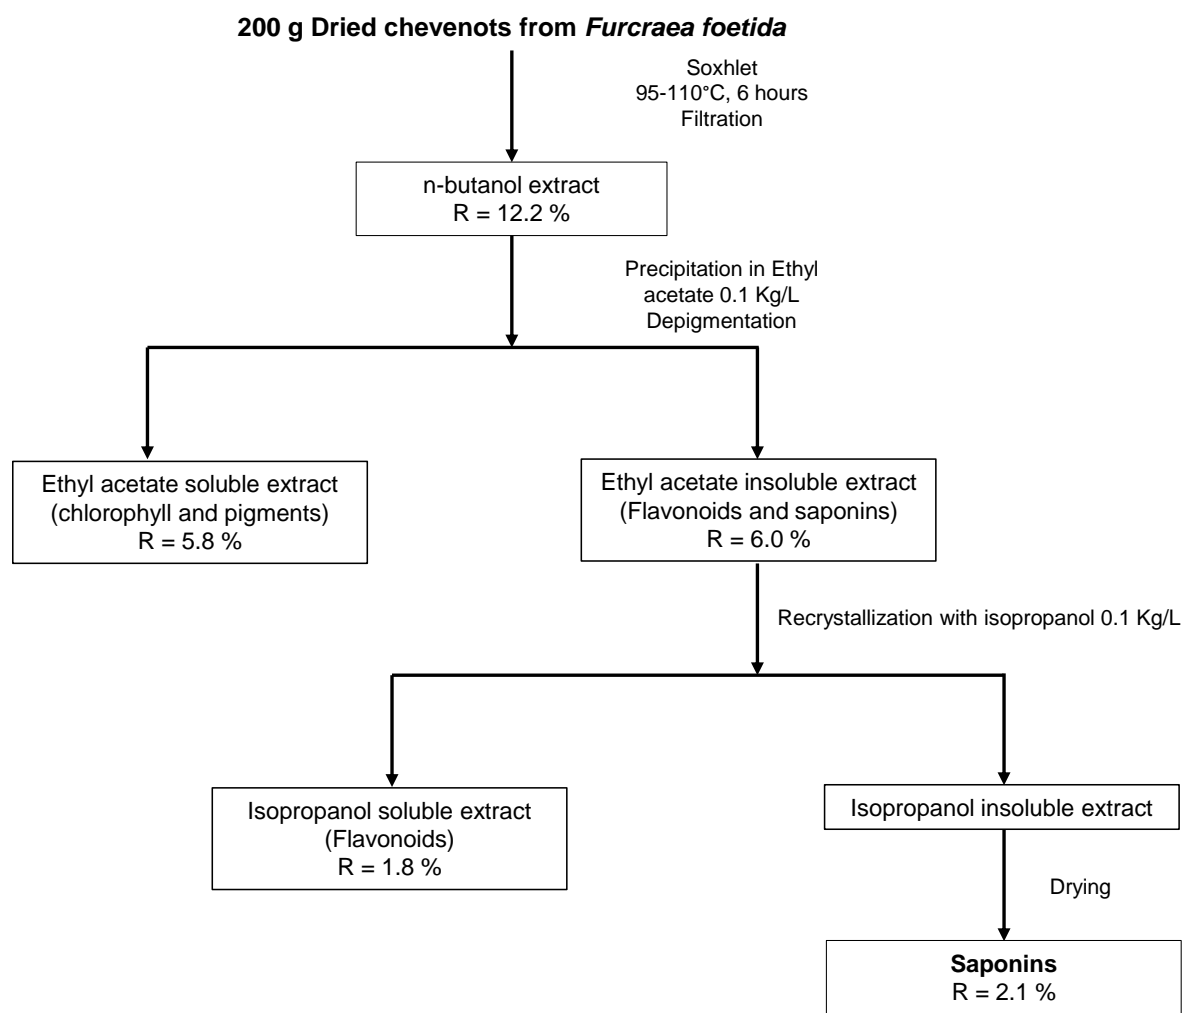 200 g Dried chevenots from Furcraea foetida
Soxhlet
95-110°C, 6 hours
Filtration
n-butanol extract
R = 12.2 %
Precipitation in Ethyl
acetate 0.1 Kg/L
Depigmentation
Ethyl acetate soluble extract
(chlorophyll and pigments)
R = 5.8 %
Ethyl acetate insoluble extract
(Flavonoids and saponins)
R = 6.0 %
Recrystallization with isopropanol 0.1 Kg/L
Isopropanol soluble extract
(Flavonoids)
R = 1.8 %
Isopropanol insoluble extract
Drying
Saponins
R = 2.1 %